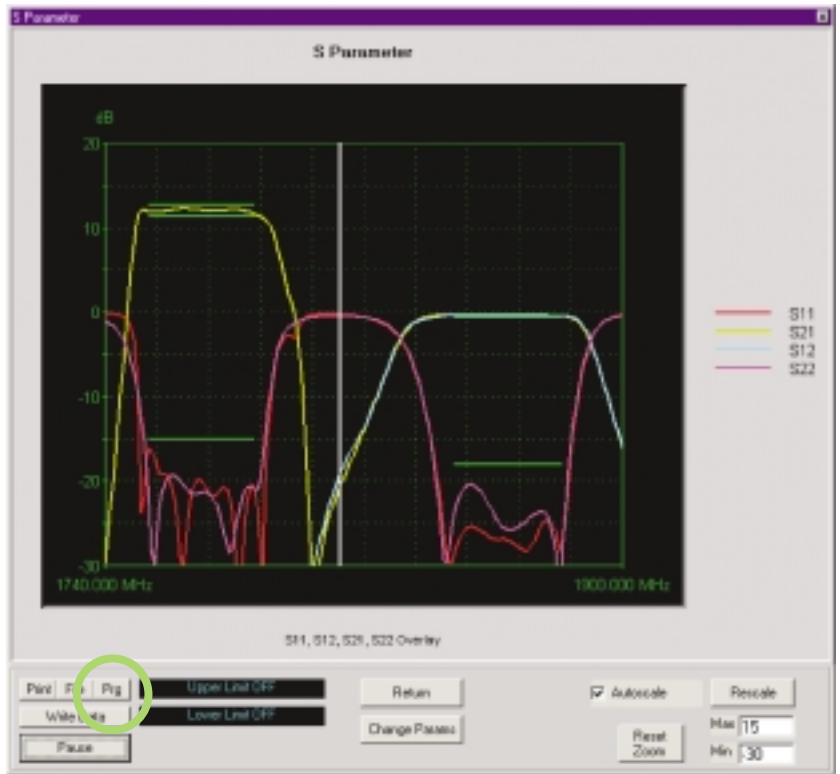 S Parameter
S Parameter
dB
20
10
0
-10
-20
-30
1740.000 MHz
1900.000 MHz
S11
S21
S12
S22
S11, S12, S21, S22 Overlay
Print
Prg
Upper Limit OFF
Return
Autoscale
Rescale
Write Data
Lower Limit OFF
Change Params
Max 15
Pause
Reset
Zoom
Min -30